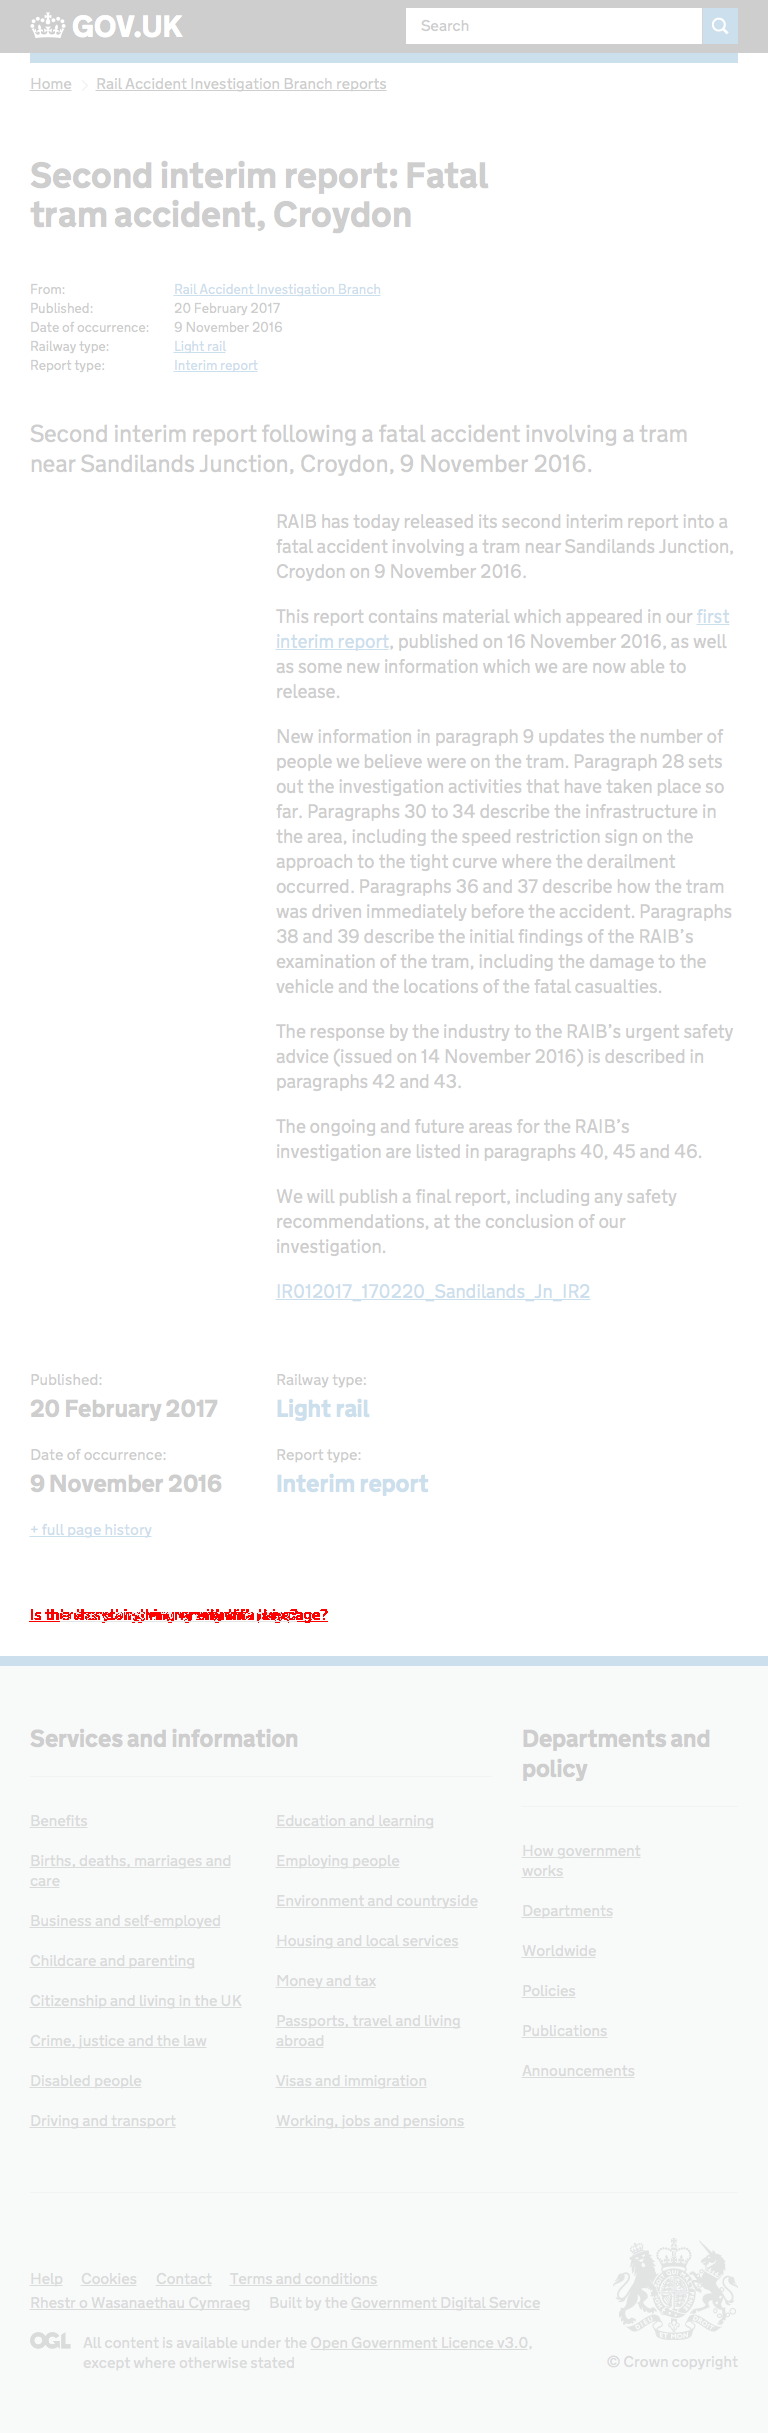 GOV.UK
Search
Home
Rail Accident Investigation Branch reports
Second interim report: Fatal
tram accident, Croydon
From: Rail Accident Investigation Branch
Published: 20 February 2017
Date of occurrence: 9 November 2016
Railway type: Light rail
Report type: Interim report
Second interim report following a fatal accident involving a tram
near Sandilands Junction, Croydon, 9 November 2016.
RAIB has today released its second interim report into a
fatal accident involving a tram near Sandilands Junction,
Croydon on 9 November 2016.
This report contains material which appeared in our first
interim report, published on 16 November 2016, as well
as some new information which we are now able to
release.
New information in paragraph 9 updates the number of
people we believe were on the tram. Paragraph 28 sets
out the investigation activities that have taken place so
far. Paragraphs 30 to 34 describe the infrastructure in
the area, including the speed restriction sign on the
approach to the tight curve where the derailment
occurred. Paragraphs 36 and 37 describe how the tram
was driven immediately before the accident. Paragraphs
38 and 39 describe the initial findings of the RAIB's
examination of the tram, including the damage to the
vehicle and the locations of the fatal casualties.
The response by the industry to the RAIB's urgent safety
advice (issued on 14 November 2016) is described in
paragraphs 42 and 43.
The ongoing and future areas for the RAIB's
investigation are listed in paragraphs 40, 45 and 46.
We will publish a final report, including any safety
recommendations, at the conclusion of our
investigation.
IR012017_170220_Sandilands_Jn_IR2
Published:
20 February 2017
Railway type:
Light rail
Date of occurrence:
9 November 2016
Report type:
Interim report
+ full page history
Services and information
Benefits
Births, deaths, marriages and
care
Business and self-employed
Childcare and parenting
Citizenship and living in the UK
Crime, justice and the law
Disabled people
Driving and transport
Education and learning
Employing people
Environment and countryside
Housing and local services
Money and tax
Passports, travel and living
abroad
Visas and immigration
Working, jobs and pensions
Departments and
policy
How government
works
Departments
Worldwide
Policies
Publications
Announcements
Help Cookies Contact Terms and conditions
Rhestr o Wasanaethau Cymraeg Built by the Government Digital Service
OGL All content is available under the Open Government Licence v3.0,
except where otherwise stated
© Crown copyright